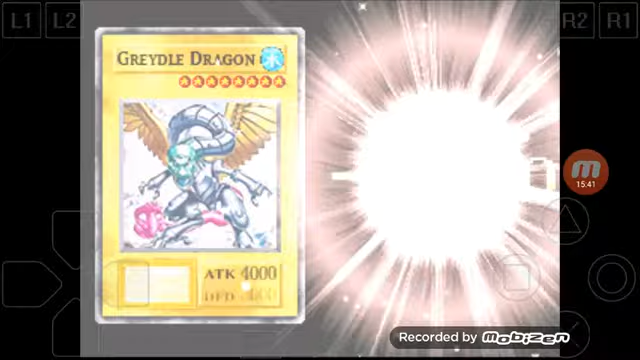 L1 L2
R2 R1
GREYDLE DRAGON 水
ATK 4000
M
15:41
Recorded by MobiZen